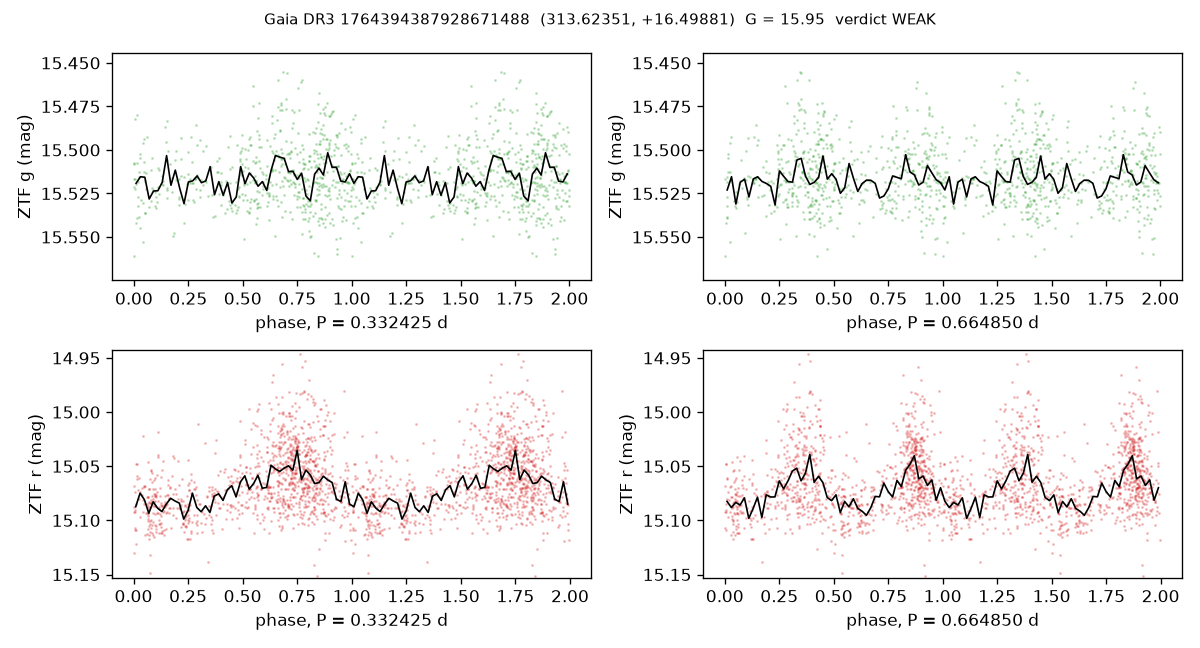 Gaia DR3 1764394387928671488 (313.62351, +16.49881) G = 15.95 verdict WEAK
ZTF g (mag)
15.450
15.475
15.500
15.525
15.550
0.00 0.25 0.50 0.75 1.00 1.25 1.50 1.75 2.00
phase, P = 0.332425 d
ZTF g (mag)
15.450
15.475
15.500
15.525
15.550
0.00 0.25 0.50 0.75 1.00 1.25 1.50 1.75 2.00
phase, P = 0.664850 d
ZTF r (mag)
14.95
15.00
15.05
15.10
15.15
0.00 0.25 0.50 0.75 1.00 1.25 1.50 1.75 2.00
phase, P = 0.332425 d
ZTF r (mag)
14.95
15.00
15.05
15.10
15.15
0.00 0.25 0.50 0.75 1.00 1.25 1.50 1.75 2.00
phase, P = 0.664850 d